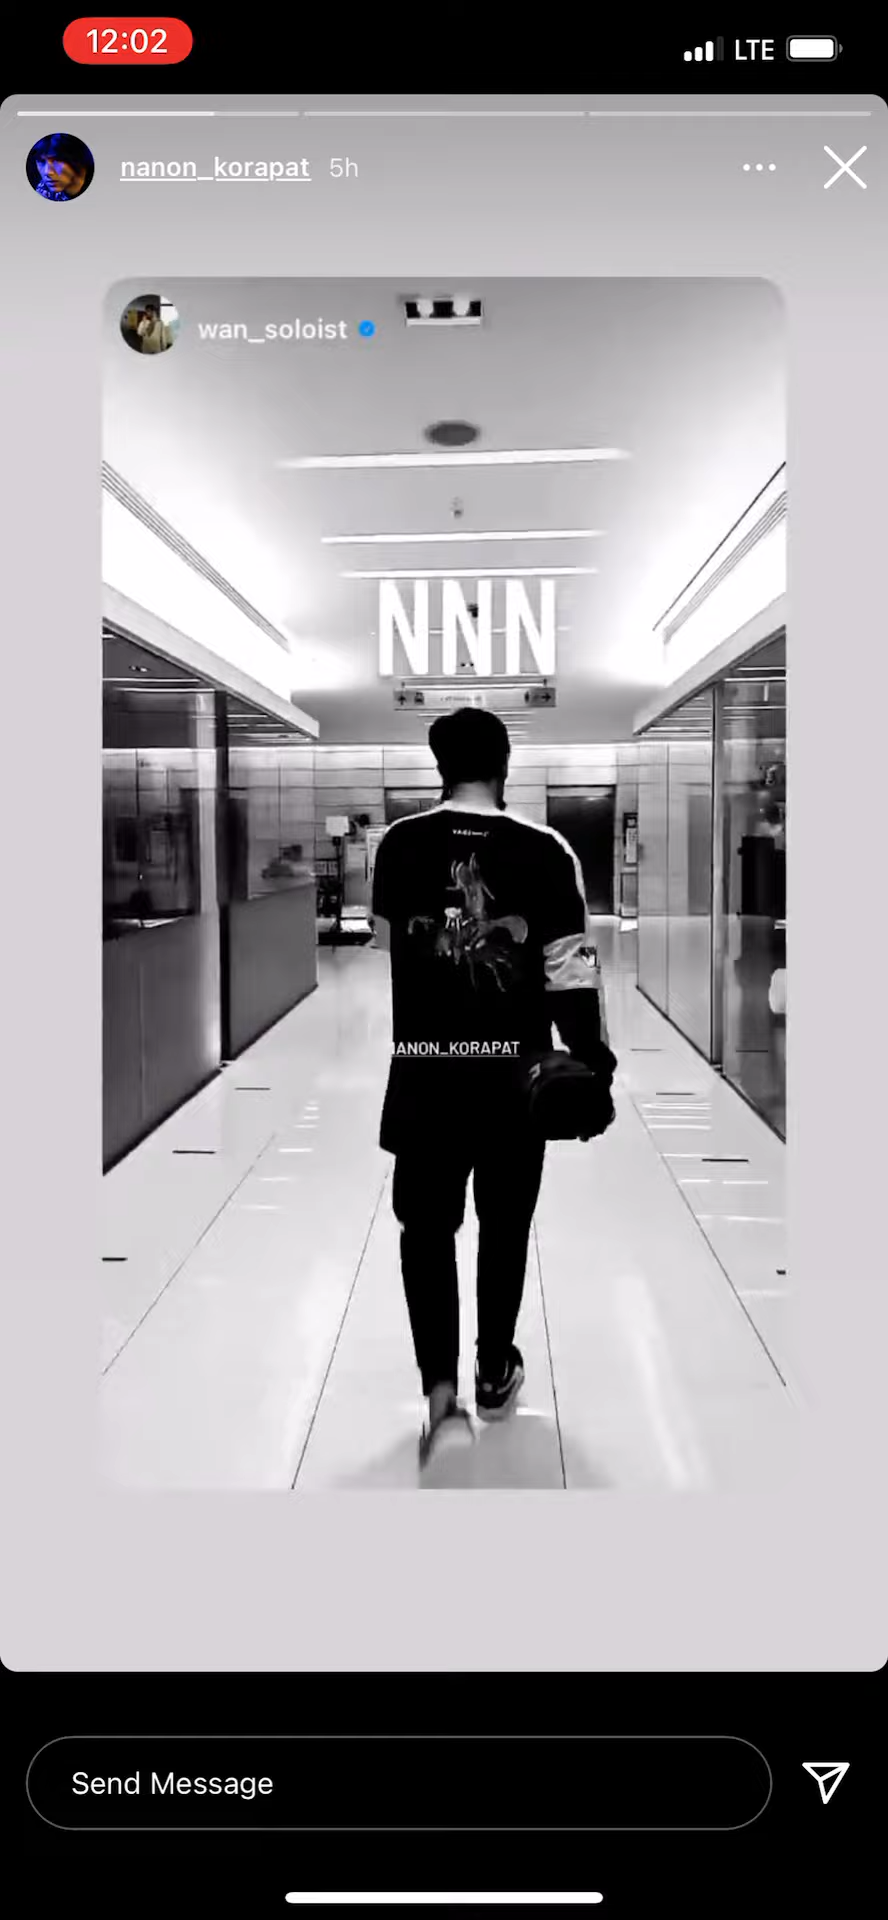 12:02
LTE
nanon_korapat 5h
wan_soloist
NNN
NANON_KORAPAT
Send Message